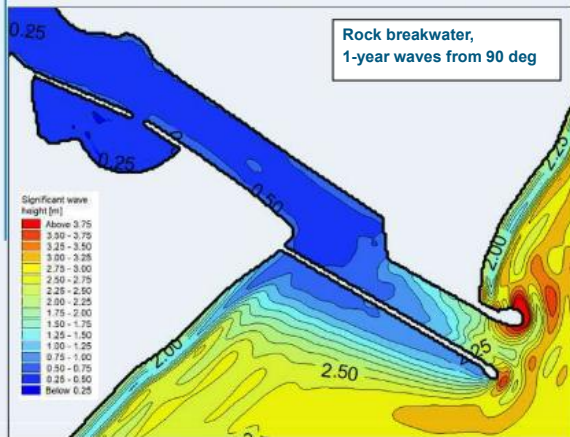 0.25
Rock breakwater,
1-year waves from 90 deg
2.25
0.25
0.50
2.00
Significant wave
height [m]
Above 3.75
3.50 - 3.75
3.25 - 3.50
3.00 - 3.25
2.75 - 3.00
2.50 - 2.75
2.25 - 2.50
2.00 - 2.25
1.75 - 2.00
1.50 - 1.75
1.25 - 1.50
1.00 - 1.25
0.75 - 1.00
0.50 - 0.75
0.25 - 0.50
Below 0.25
2.00
2.25
2.50